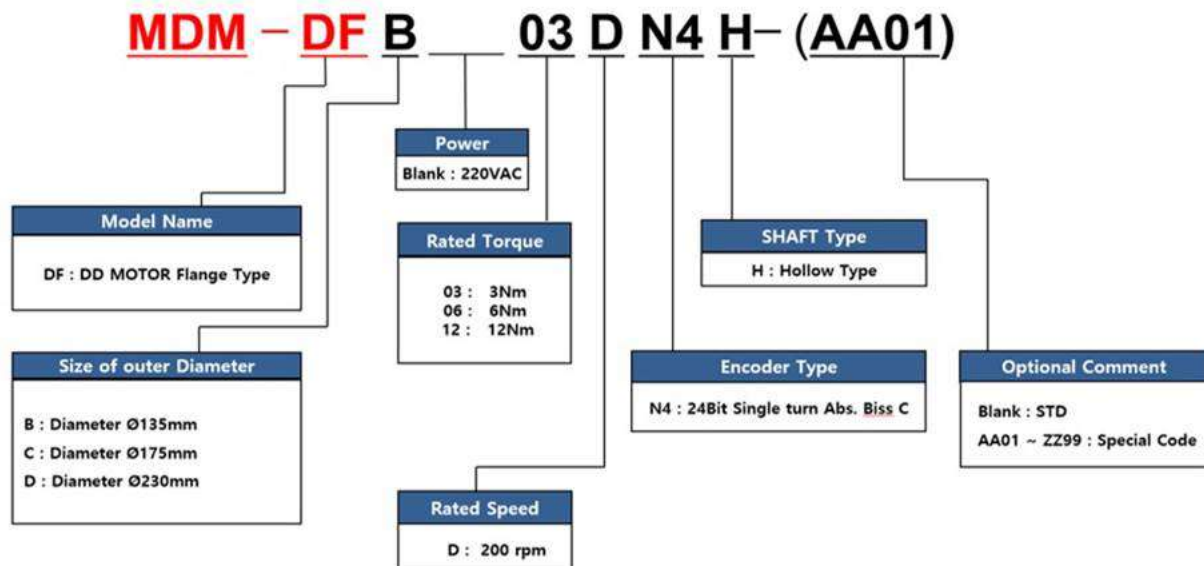 MDM – DF B __ 03 D N4 H – (AA01)
Power
Blank : 220VAC
Model Name
DF : DD MOTOR Flange Type
Rated Torque
03 : 3Nm
06 : 6Nm
12 : 12Nm
SHAFT Type
H : Hollow Type
Size of outer Diameter
B : Diameter Ø135mm
C : Diameter Ø175mm
D : Diameter Ø230mm
Encoder Type
N4 : 24Bit Single turn Abs. Biss C
Optional Comment
Blank : STD
AA01 ~ ZZ99 : Special Code
Rated Speed
D : 200 rpm